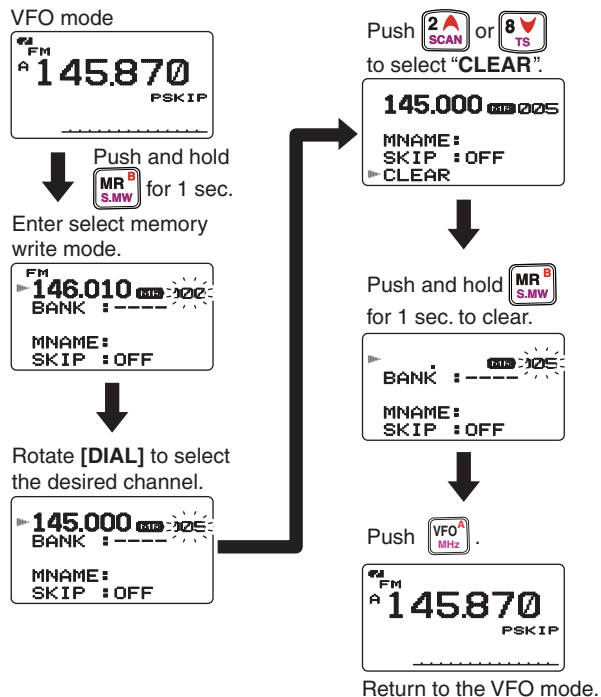 VFO mode
FM
A 145.870
PSKIP
Push and hold
MR B S.MW for 1 sec.
Enter select memory
write mode.
FM
146.010 MR 100
BANK :----
MNAME:
SKIP :OFF
Rotate [DIAL] to select
the desired channel.
145.000 MR 105
BANK :----
MNAME:
SKIP :OFF
Push 2 SCAN or 8 TS
to select “CLEAR”.
145.000 MR 005
MNAME:
SKIP :OFF
CLEAR
Push and hold MR B S.MW
for 1 sec. to clear.
. MR 105
BANK :----
MNAME:
SKIP :OFF
Push VFO A MHz .
FM
A 145.870
PSKIP
Return to the VFO mode.